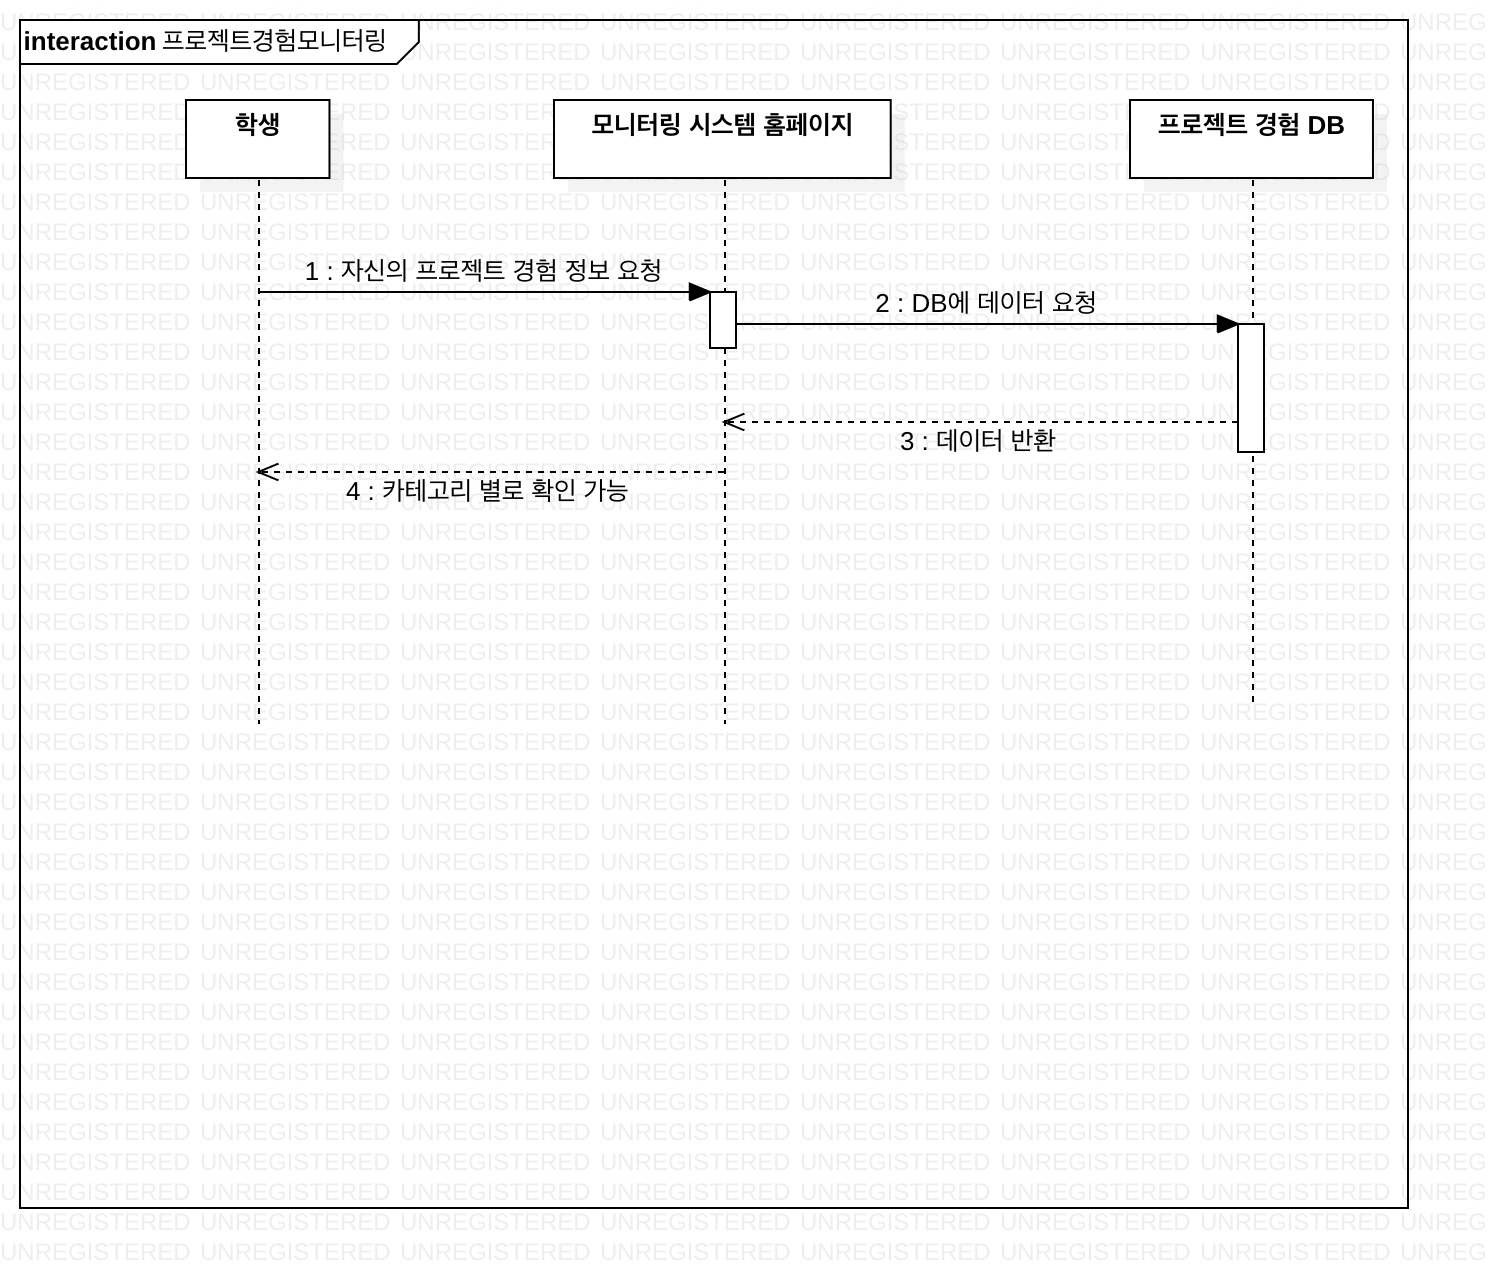 interaction 프로젝트경험모니터링
학생
모니터링 시스템 홈페이지
프로젝트 경험 DB
1 : 자신의 프로젝트 경험 정보 요청
2 : DB에 데이터 요청
3 : 데이터 반환
4 : 카테고리 별로 확인 가능
UNREGISTERED